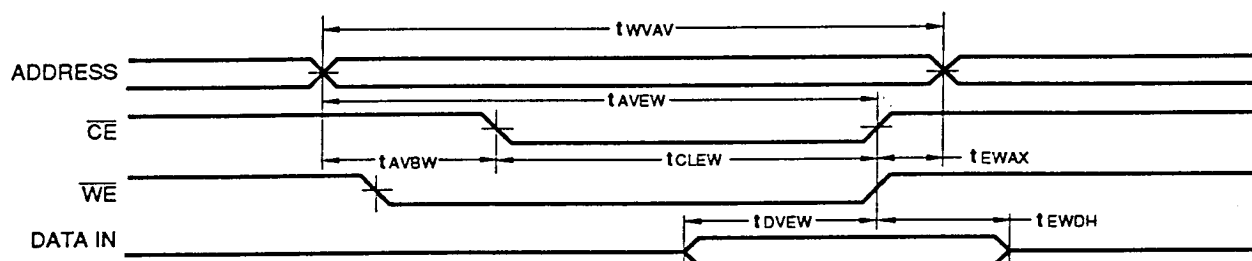 tWVAV
ADDRESS
tAVEW
CE
tAVBW
tCLEW
tEWAX
WE
tDVEW
tEWDH
DATA IN